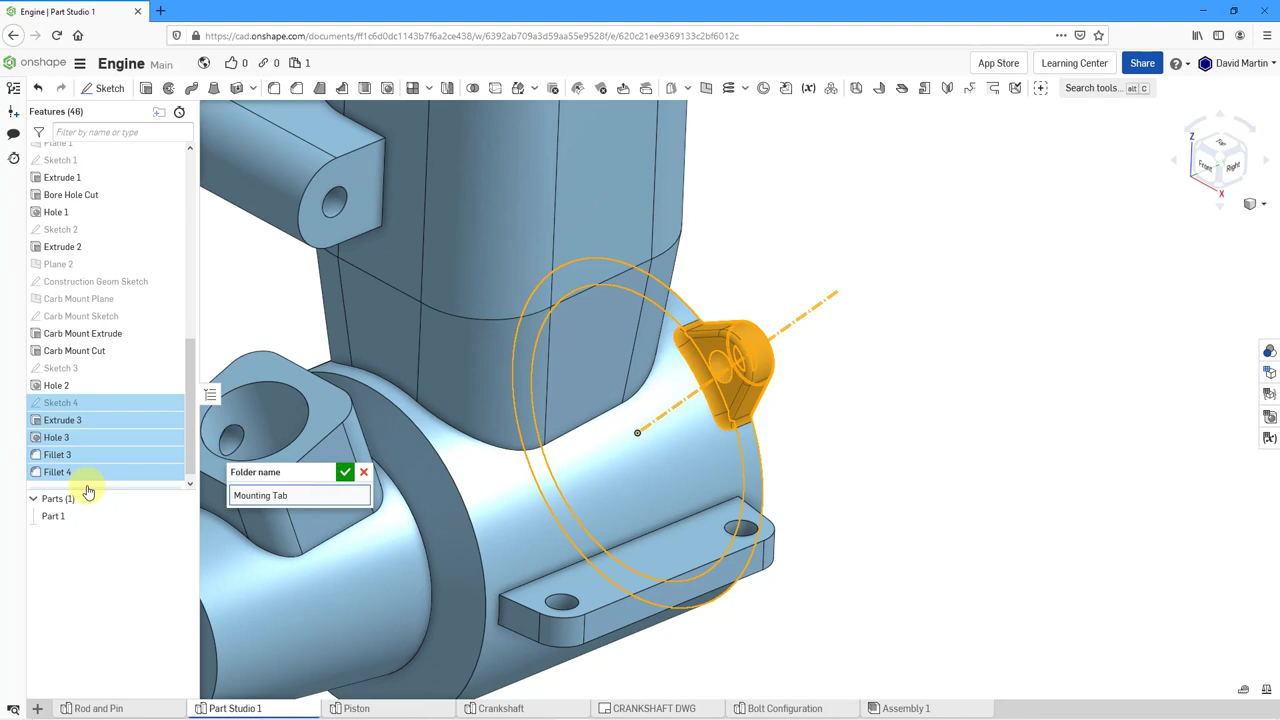 Engine | Part Studio 1
https://cad.onshape.com/documents/ff1c6d0dc1143b7f6a2ce438/w/6392ab709a3d59aa55e9528f/e/620c21ee9369133c2bf6012c
onshape
Engine Main
0
0
1
App Store
Learning Center
Share
David Martin
Sketch
Search tools... alt C
Features (46)
Filter by name or type
Plane 1
Sketch 1
Extrude 1
Bore Hole Cut
Hole 1
Sketch 2
Extrude 2
Plane 2
Construction Geom Sketch
Carb Mount Plane
Carb Mount Sketch
Carb Mount Extrude
Carb Mount Cut
Sketch 3
Hole 2
Sketch 4
Extrude 3
Hole 3
Fillet 3
Fillet 4
Parts (1)
Part 1
Folder name
Mounting Tab
Z
Top
Front
Right
X
Rod and Pin
Part Studio 1
Piston
Crankshaft
CRANKSHAFT DWG
Bolt Configuration
Assembly 1